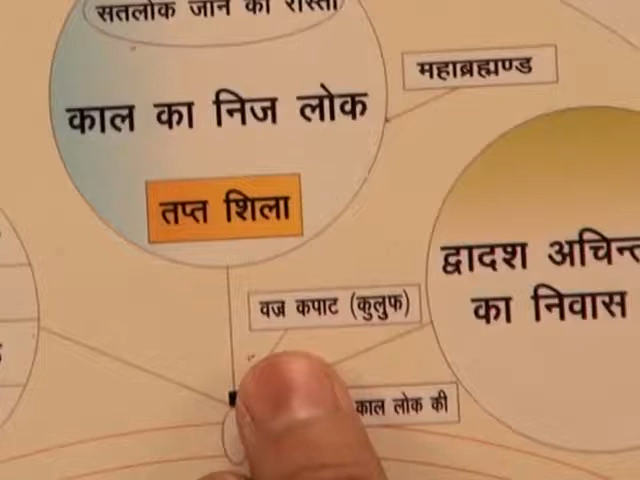 सतलोक जाने का रास्ता
महाब्रह्मण्ड
काल का निज लोक
तप्त शिला
द्वादश अचिन्त
का निवास
वज्र कपाट (कुलुफ)
काल लोक की